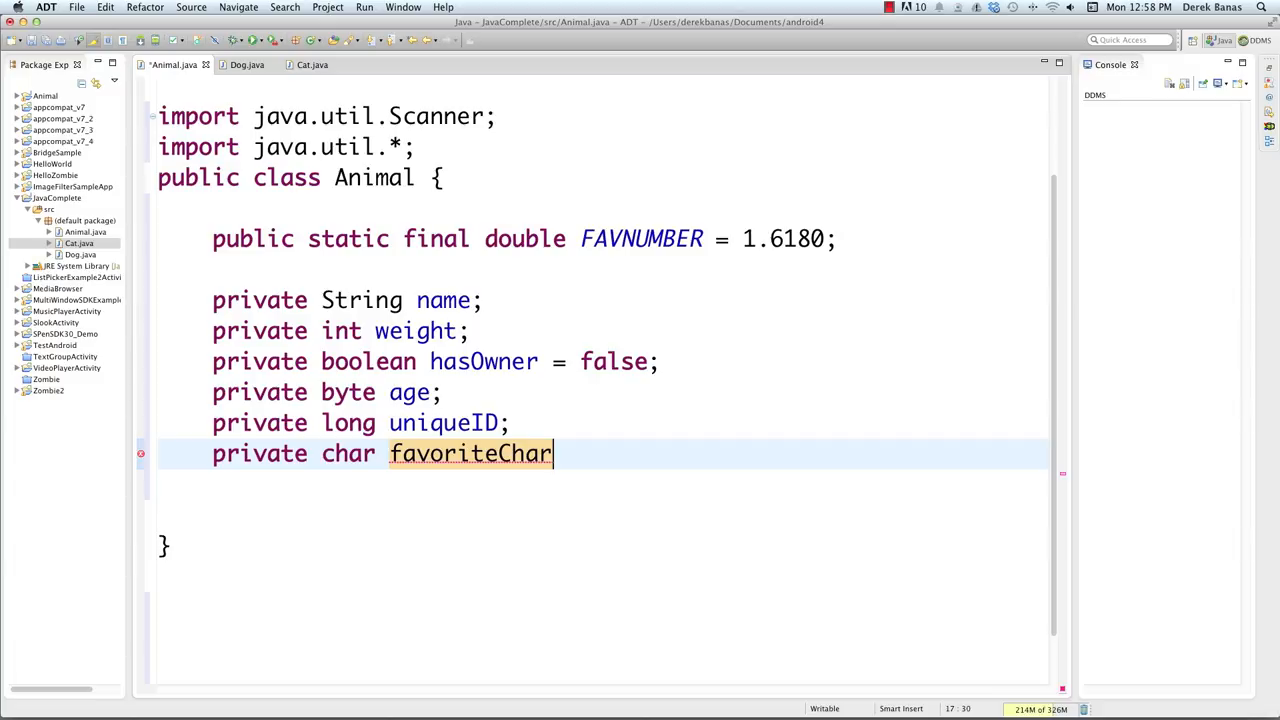 ADT File Edit Refactor Source Navigate Search Project Run Window Help 10 Mon 12:58 PM Derek Banas
Java - JavaComplete/src/Animal.java - ADT - /Users/derekbanas/Documents/android4
Quick Access Java DDMS
Package Exp *Animal.java Dog.java Cat.java Console
DDMS
Animal
appcompat_v7
appcompat_v7_2
appcompat_v7_3
appcompat_v7_4
BridgeSample
HelloWorld
HelloZombie
ImageFilterSampleApp
JavaComplete
src
(default package)
Animal.java
Cat.java
Dog.java
JRE System Library [ja
ListPickerExample2Activi
MediaBrowser
MultiWindowSDKExample
MusicPlayerActivity
SlookActivity
SPenSDK30_Demo
TestAndroid
TextGroupActivity
VideoPlayerActivity
Zombie
Zombie2
import java.util.Scanner;
import java.util.*;
public class Animal {
public static final double FAVNUMBER = 1.6180;
private String name;
private int weight;
private boolean hasOwner = false;
private byte age;
private long uniqueID;
private char favoriteChar
}
Writable Smart Insert 17 : 30 214M of 326M